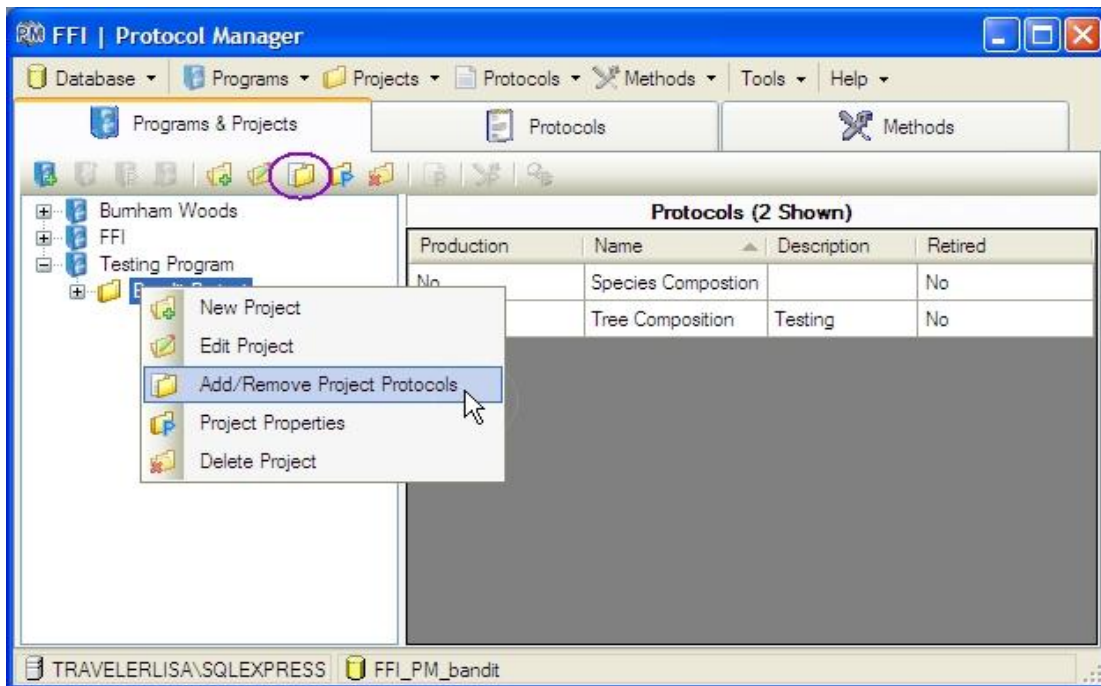 FFI | Protocol Manager
Database Programs Projects Protocols Methods Tools Help
Programs & Projects Protocols Methods
Burnham Woods
FFI
Testing Program
New Project
Edit Project
Add/Remove Project Protocols
Project Properties
Delete Project
Protocols (2 Shown)
Production Name Description Retired
No Species Compostion No
Tree Composition Testing No
TRAVELERLISA\SQLEXPRESS FFI_PM_bandit